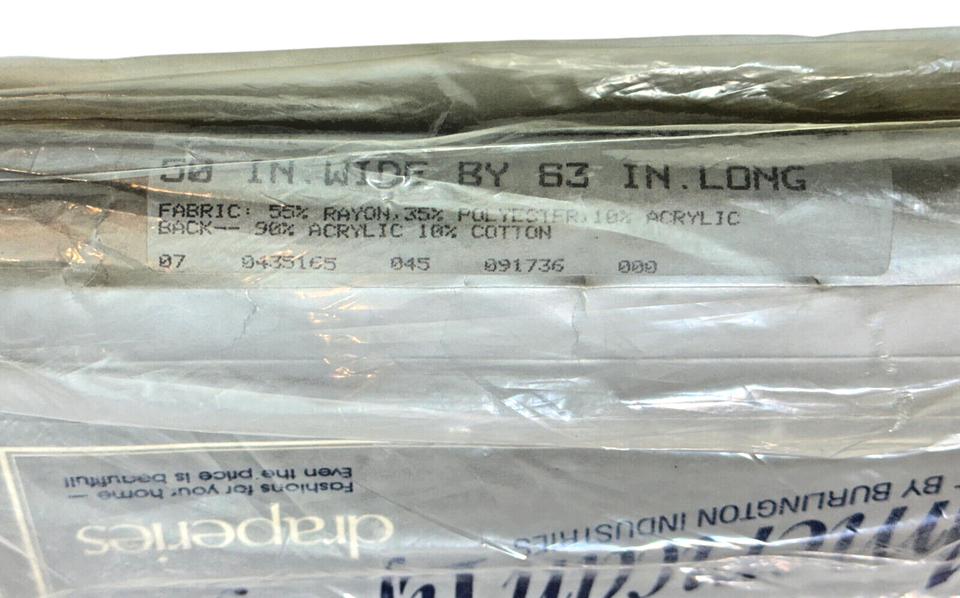 50 IN.WIDE BY 63 IN.LONG
FABRIC: 55% RAYON,35% POLYESTER,10% ACRYLIC
BACK-- 90% ACRYLIC 10% COTTON
07 0435165 045 091736 000
BY BURLINGTON INDUSTRIES
draperies
Fashions for your home —
Even the price is beautiful!